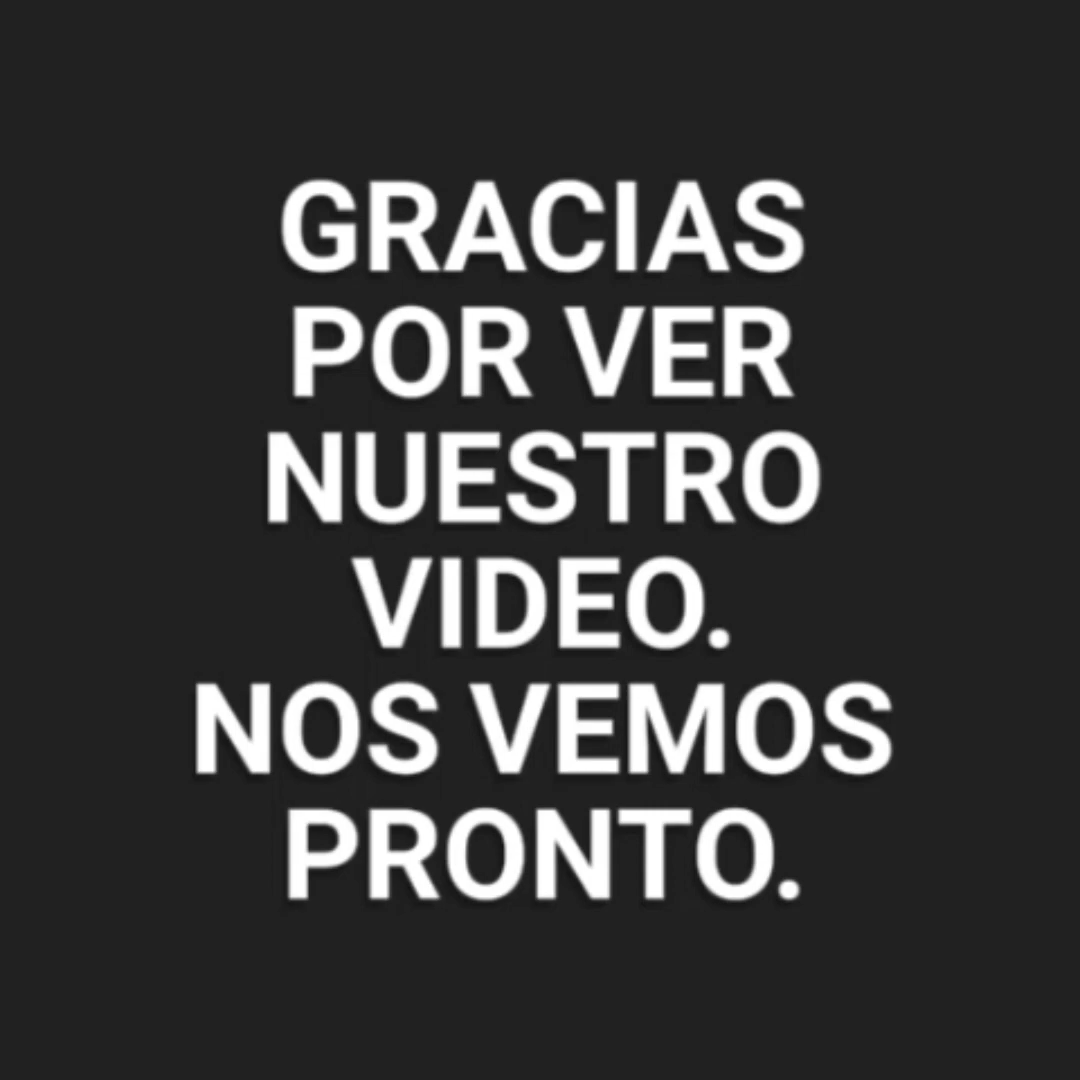 GRACIAS
POR VER
NUESTRO
VIDEO.
NOS VEMOS
PRONTO.